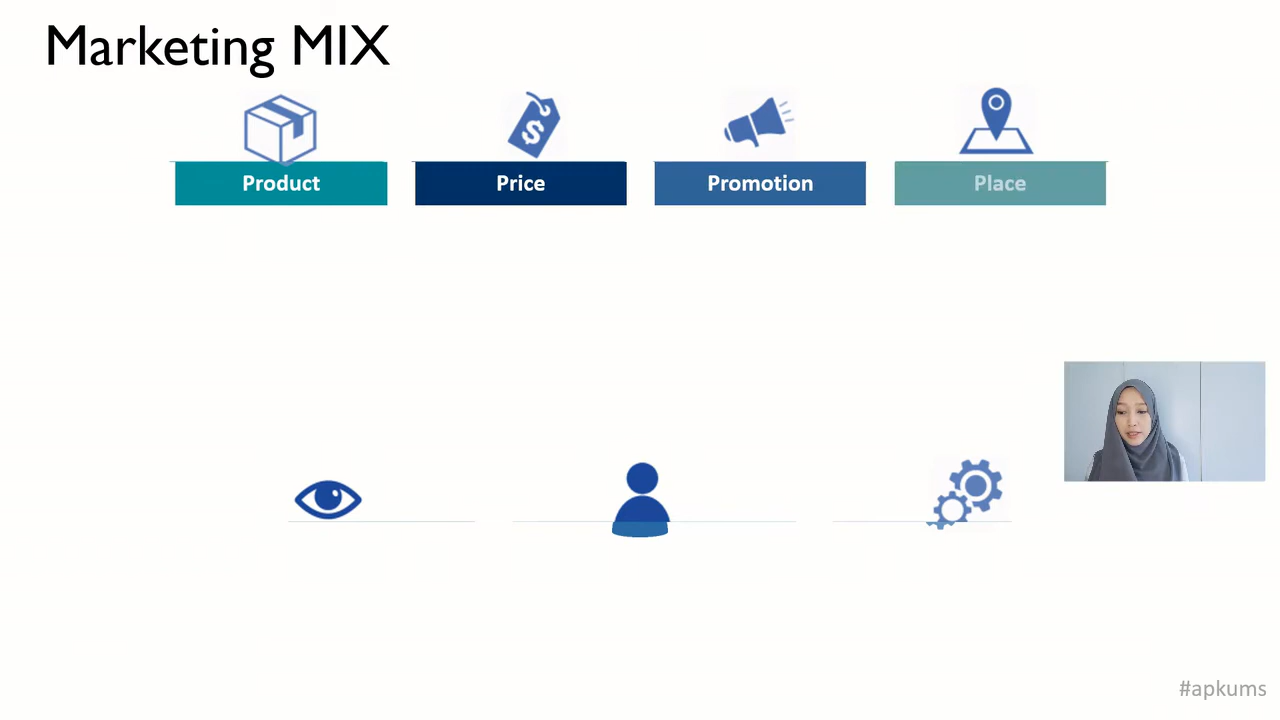 Marketing MIX
Product
Price
Promotion
Place
#apkums